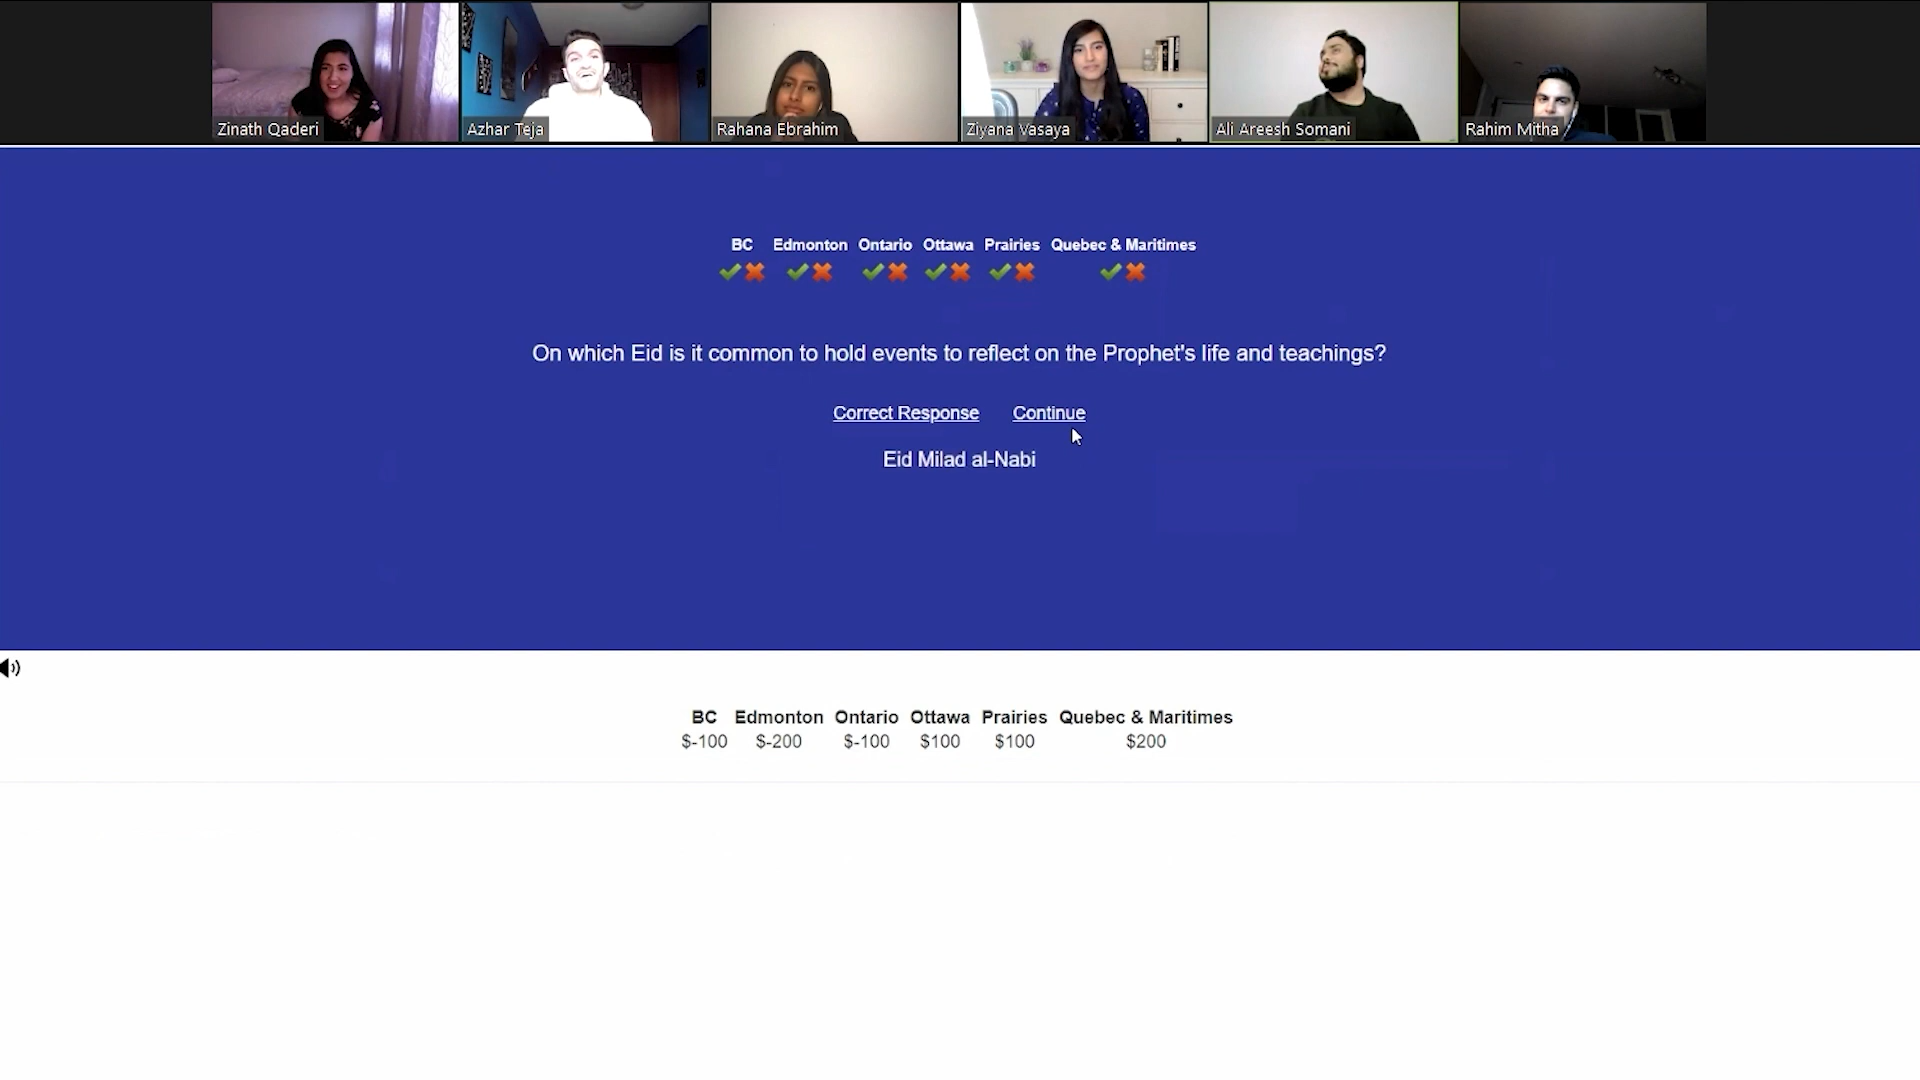 Zinath Qaderi
Azhar Teja
Rahana Ebrahim
Ziyana Vasaya
Ali Areesh Somani
Rahim Mitha
BC Edmonton Ontario Ottawa Prairies Quebec & Maritimes
On which Eid is it common to hold events to reflect on the Prophet's life and teachings?
Correct Response Continue
Eid Milad al-Nabi
BC Edmonton Ontario Ottawa Prairies Quebec & Maritimes
$-100 $-200 $-100 $100 $100 $200